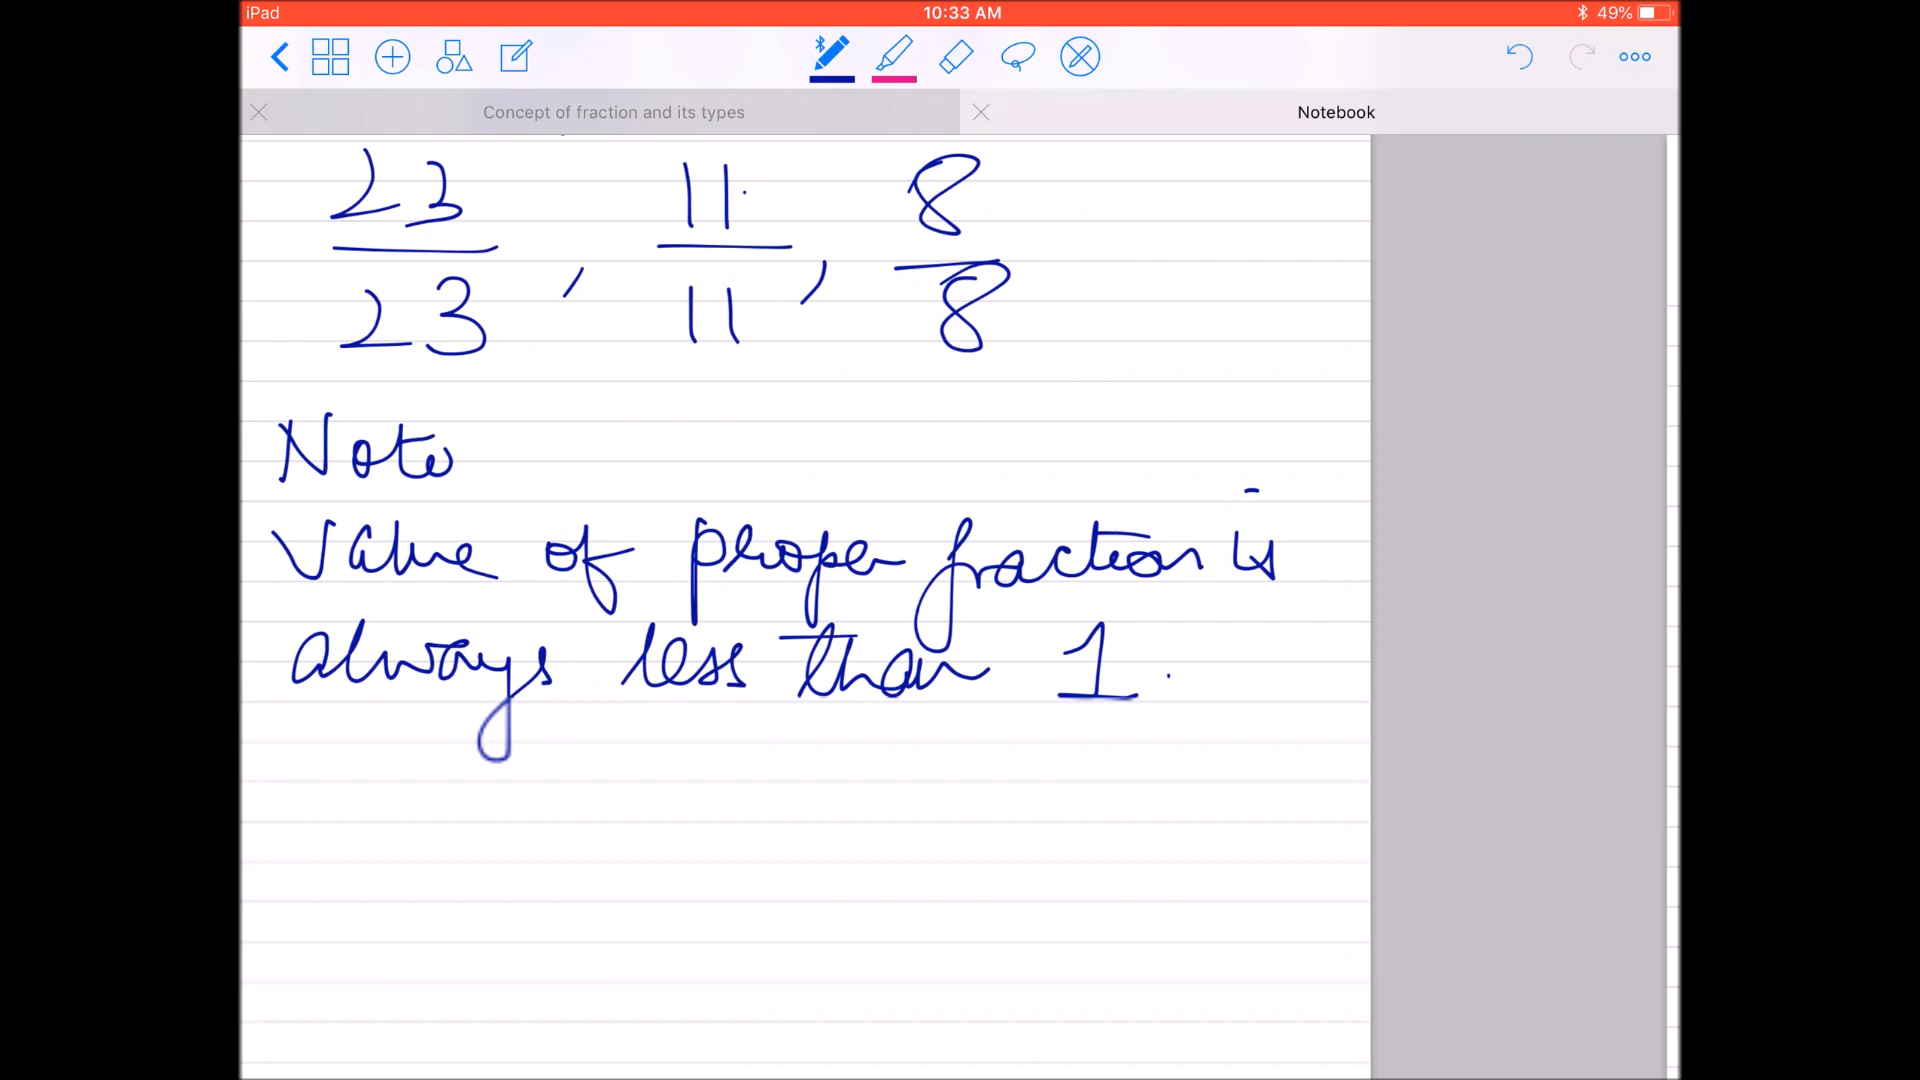 iPad 10:33 AM 49%
Concept of fraction and its types Notebook
23/23 , 11/11 , 8/8
Note
Value of proper fraction is
always less than 1.